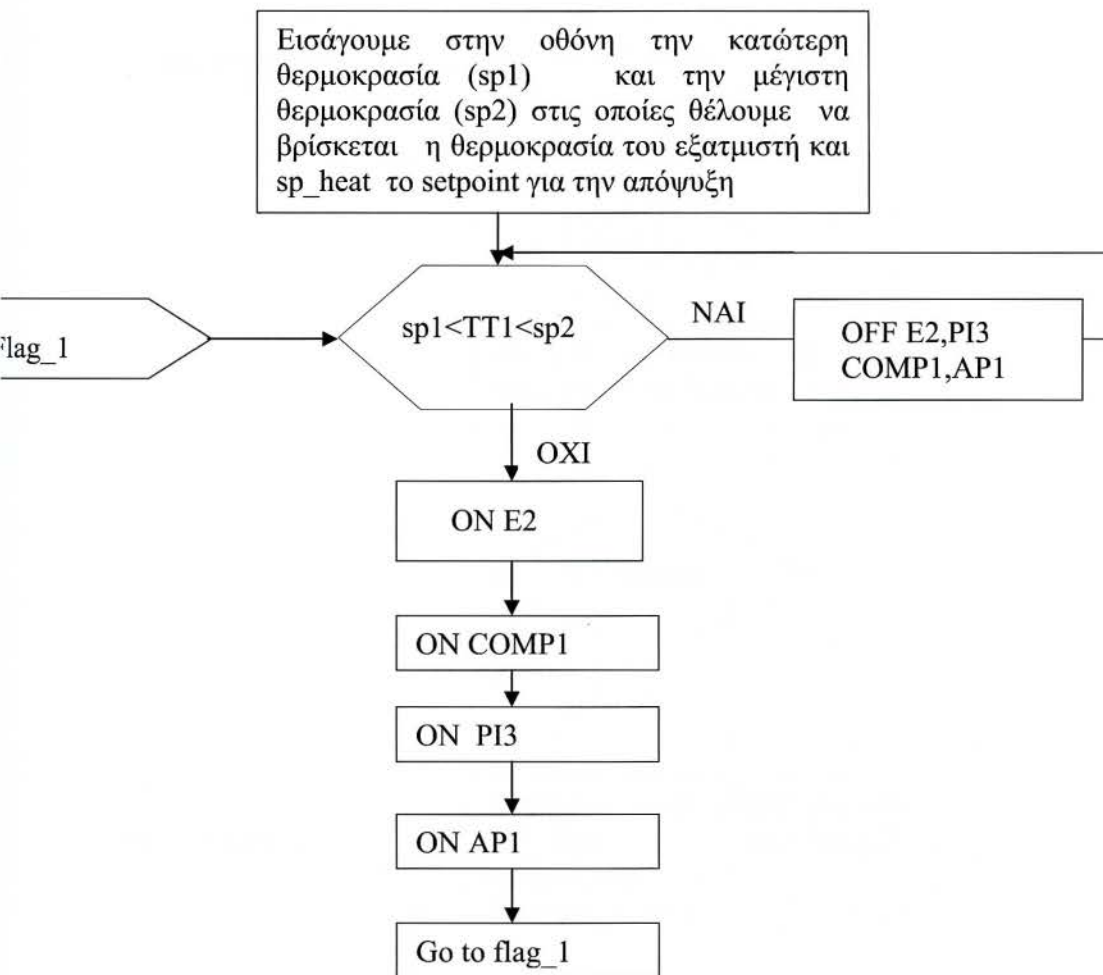 Εισάγουμε στην οθόνη την κατώτερη
θερμοκρασία (sp1) και την μέγιστη
θερμοκρασία (sp2) στις οποίες θέλουμε να
βρίσκεται η θερμοκρασία του εξατμιστή και
sp_heat το setpoint για την απόψυξη
Flag_1
sp1<TT1<sp2
ΝΑΙ
OFF E2,PI3
COMP1,AP1
ΟΧΙ
ON E2
ON COMP1
ON PI3
ON AP1
Go to flag_1